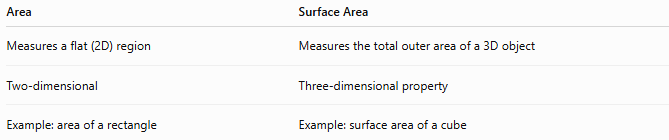 Area Surface Area
Measures a flat (2D) region Measures the total outer area of a 3D object
Two-dimensional Three-dimensional property
Example: area of a rectangle Example: surface area of a cube